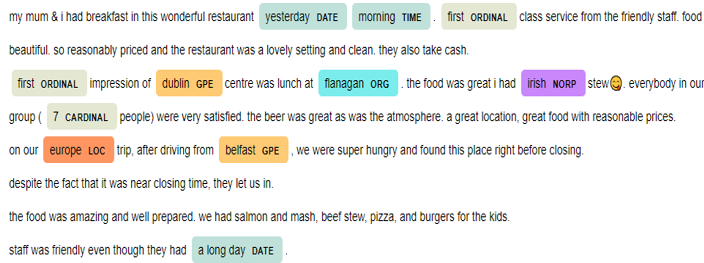 my mum & i had breakfast in this wonderful restaurant yesterday DATE morning TIME . first ORDINAL class service from the friendly staff. food
beautiful. so reasonably priced and the restaurant was a lovely setting and clean. they also take cash.
first ORDINAL impression of dublin GPE centre was lunch at flanagan ORG . the food was great i had irish NORP stew😋. everybody in our
group ( 7 CARDINAL people) were very satisfied. the beer was great as was the atmosphere. a great location, great food with reasonable prices.
on our europe LOC trip, after driving from belfast GPE , we were super hungry and found this place right before closing.
despite the fact that it was near closing time, they let us in.
the food was amazing and well prepared. we had salmon and mash, beef stew, pizza, and burgers for the kids.
staff was friendly even though they had a long day DATE .